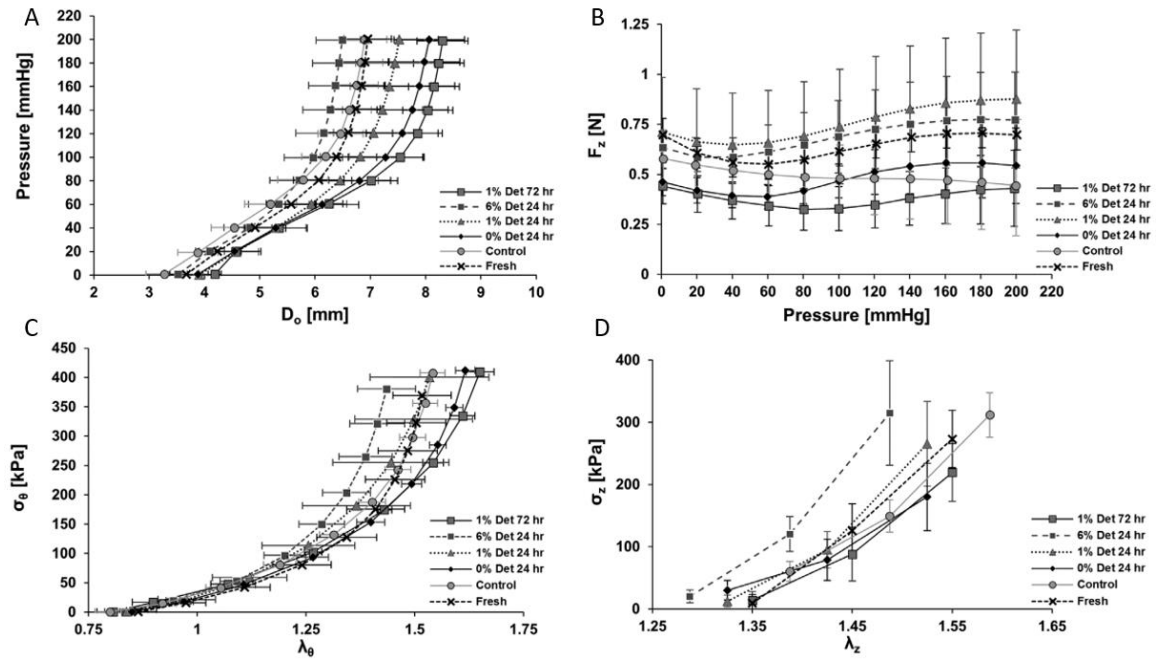 A
Pressure [mmHg]
220
200
180
160
140
120
100
80
60
40
20
0
2 3 4 5 6 7 8 9 10
Do [mm]
1% Det 72 hr
6% Det 24 hr
1% Det 24 hr
0% Det 24 hr
Control
Fresh
B
Fz [N]
1.25
1
0.75
0.5
0.25
0
0 20 40 60 80 100 120 140 160 180 200 220
Pressure [mmHg]
1% Det 72 hr
6% Det 24 hr
1% Det 24 hr
0% Det 24 hr
Control
Fresh
C
σθ [kPa]
450
400
350
300
250
200
150
100
50
0
0.75 1 1.25 1.5 1.75
λθ
1% Det 72 hr
6% Det 24 hr
1% Det 24 hr
0% Det 24 hr
Control
Fresh
D
σz [kPa]
400
300
200
100
0
1.25 1.35 1.45 1.55 1.65
λz
1% Det 72 hr
6% Det 24 hr
1% Det 24 hr
0% Det 24 hr
Control
Fresh